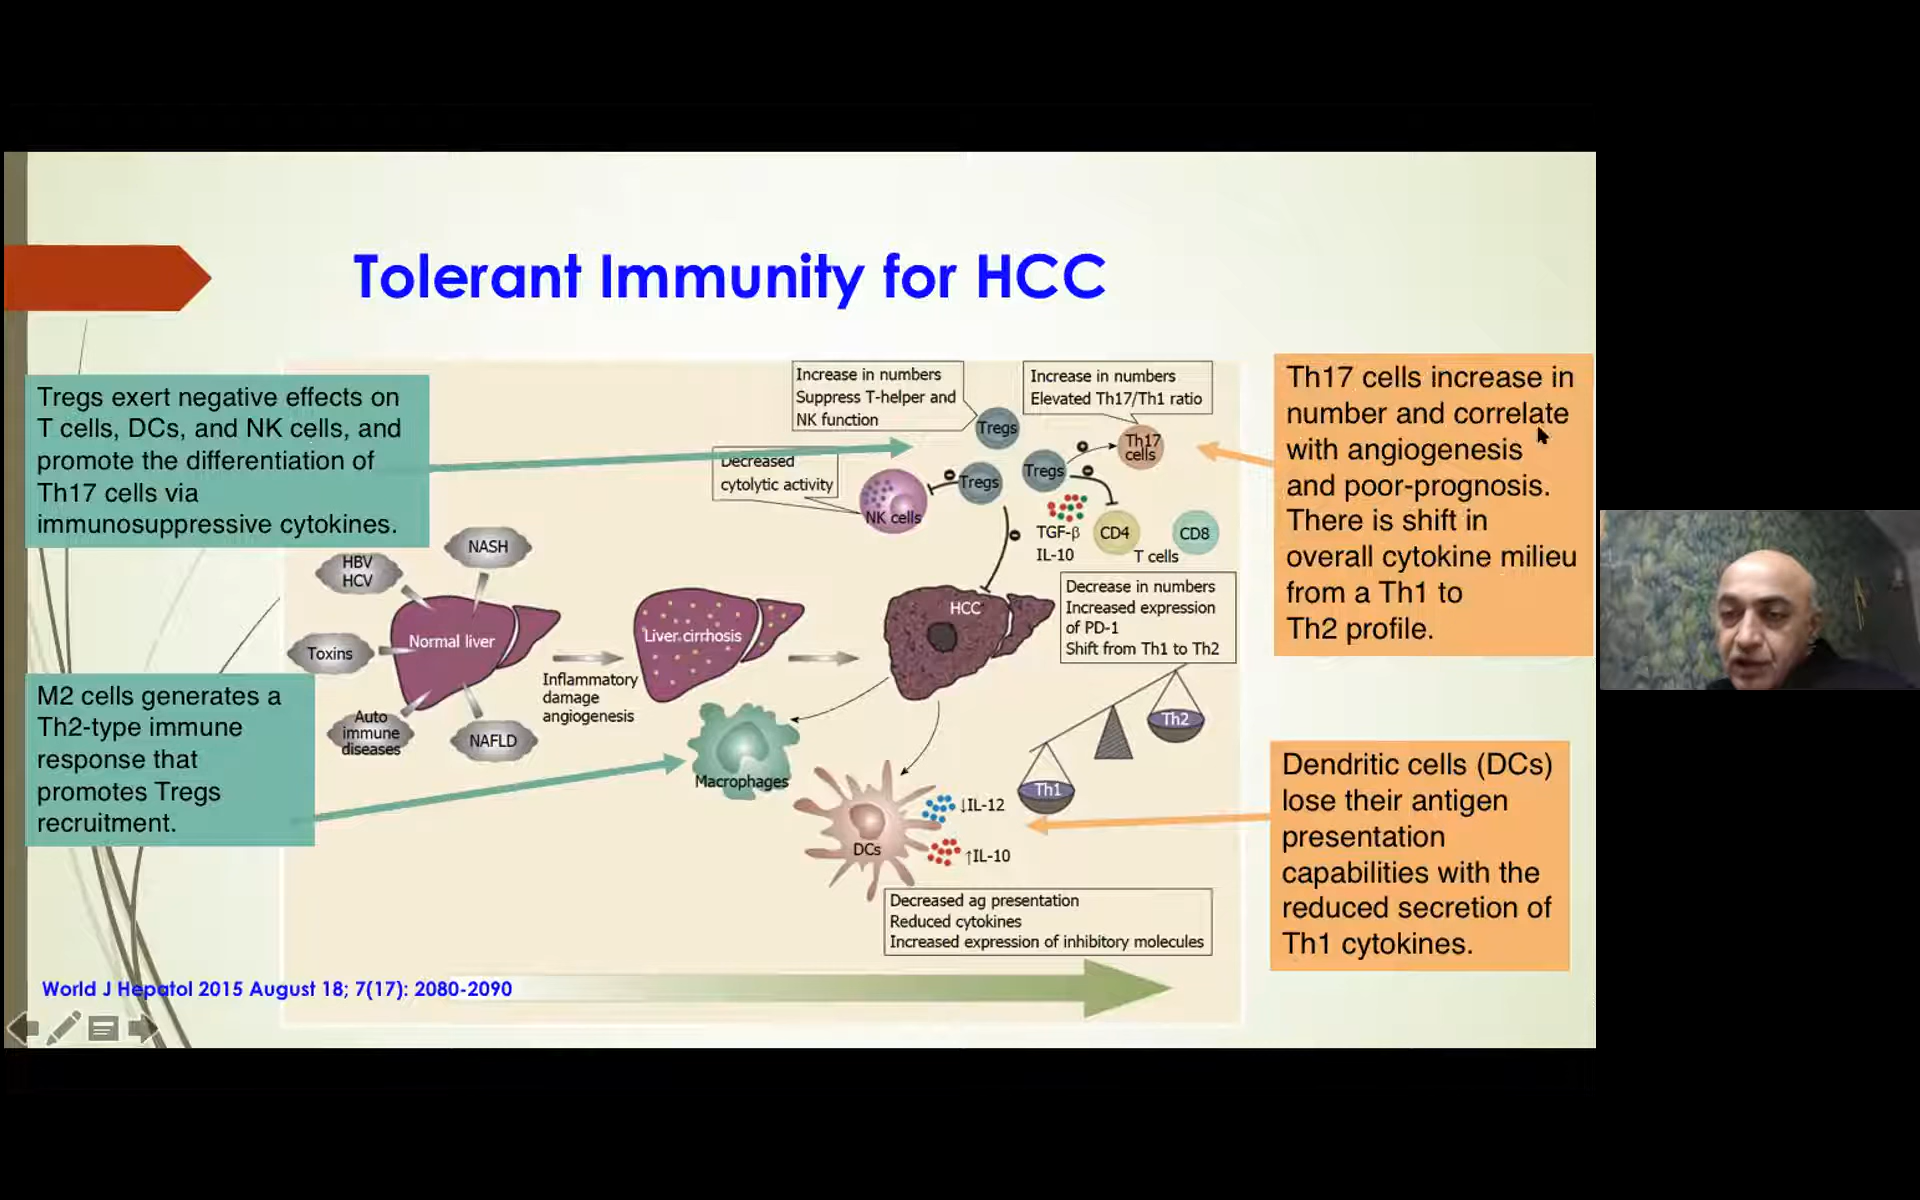 Tolerant Immunity for HCC
Tregs exert negative effects on
T cells, DCs, and NK cells, and
promote the differentiation of
Th17 cells via
immunosuppressive cytokines.
M2 cells generates a
Th2-type immune
response that
promotes Tregs
recruitment.
Increase in numbers
Suppress T-helper and
NK function
Increase in numbers
Elevated Th17/Th1 ratio
Tregs
Th17
cells
Tregs
Tregs
Decreased
cytolytic activity
NK cells
TGF-β
IL-10
CD4
CD8
T cells
NASH
HBV
HCV
Toxins
Auto
immune
diseases
NAFLD
Normal liver
Inflammatory
damage
angiogenesis
Liver cirrhosis
HCC
Decrease in numbers
Increased expression
of PD-1
Shift from Th1 to Th2
Th2
Th1
Macrophages
DCs
↓IL-12
↑IL-10
Decreased ag presentation
Reduced cytokines
Increased expression of inhibitory molecules
Th17 cells increase in
number and correlate
with angiogenesis
and poor-prognosis.
There is shift in
overall cytokine milieu
from a Th1 to
Th2 profile.
Dendritic cells (DCs)
lose their antigen
presentation
capabilities with the
reduced secretion of
Th1 cytokines.
World J Hepatol 2015 August 18; 7(17): 2080-2090